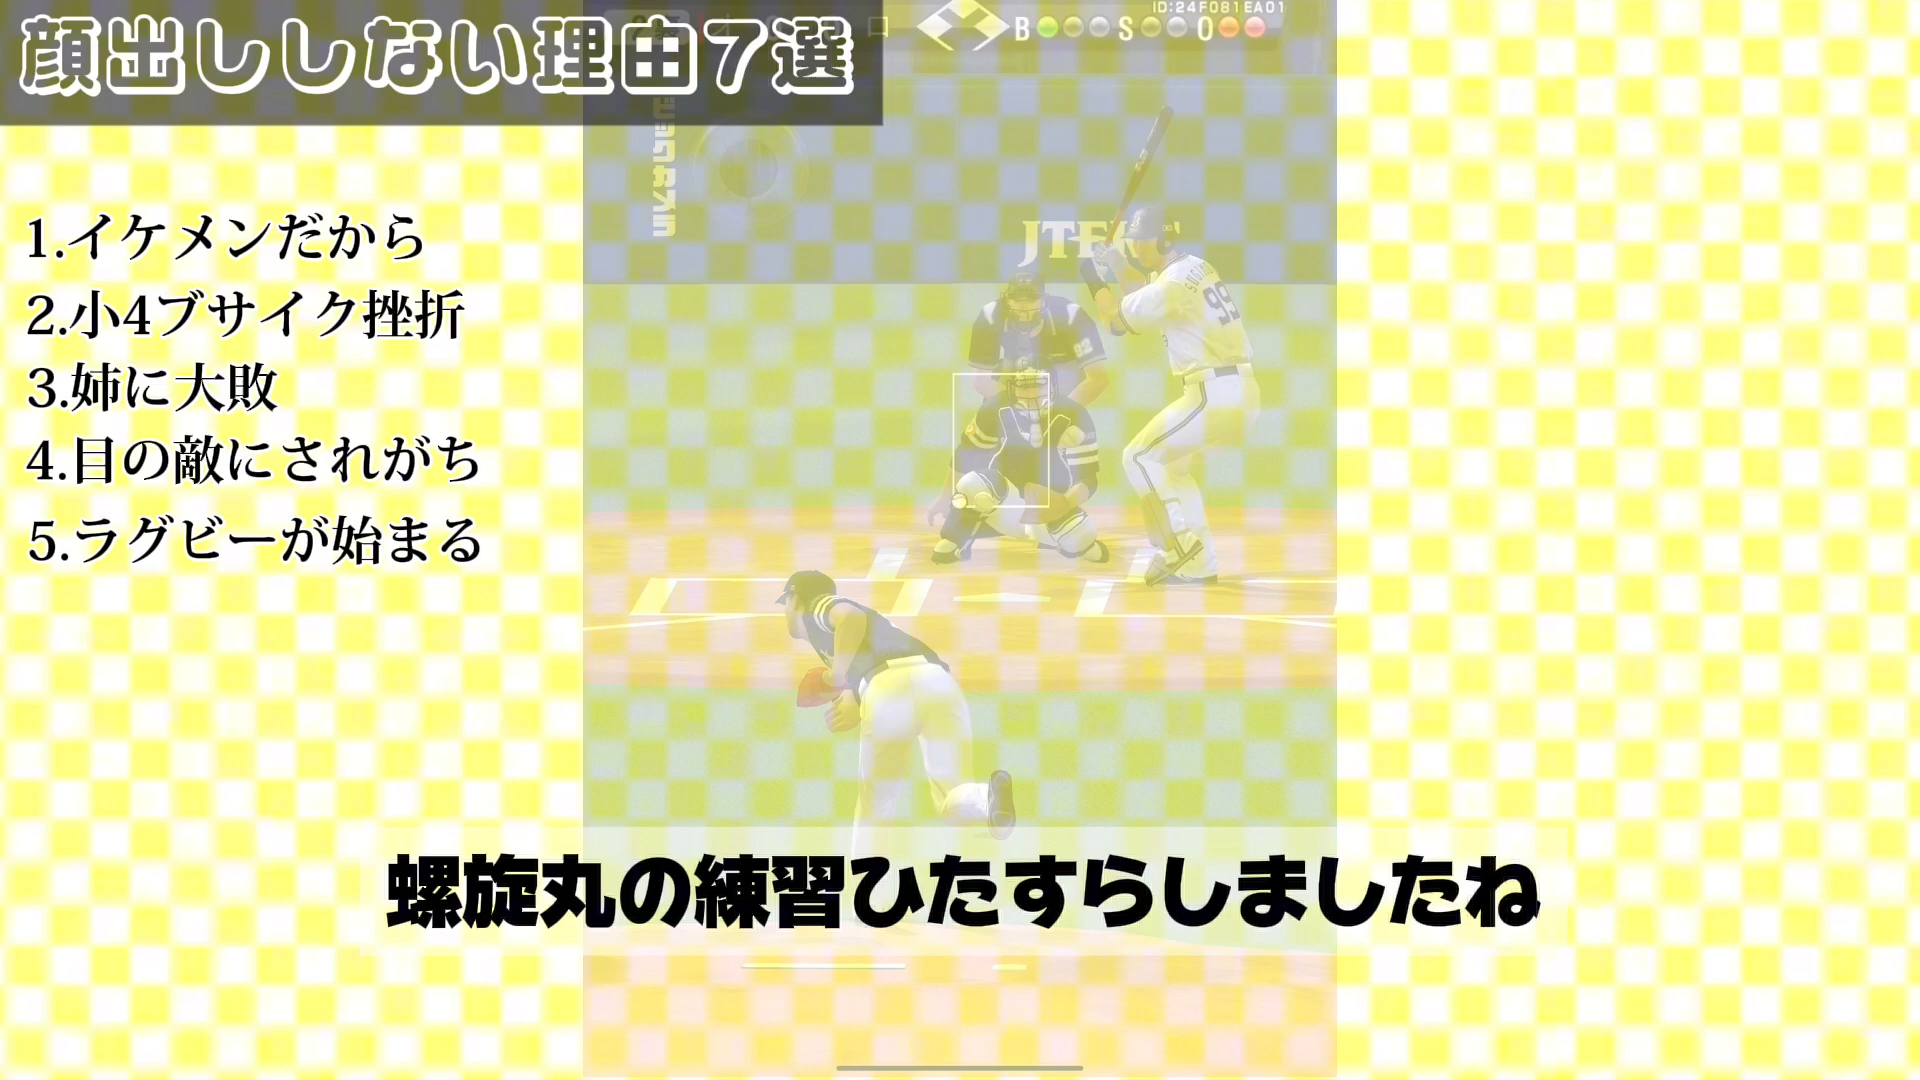 顔出ししない理由7選
ID:24F081EA01
B S O
1.イケメンだから
2.小4ブサイク挫折
3.姉に大敗
4.目の敵にされがち
5.ラグビーが始まる
99
92
螺旋丸の練習ひたすらしましたね